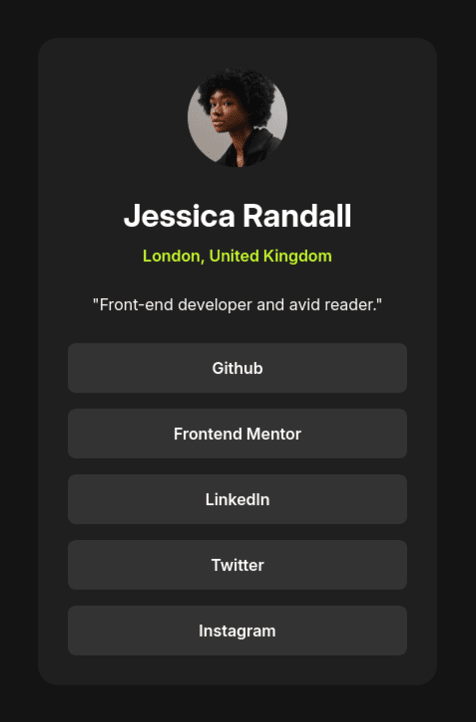 Jessica Randall
London, United Kingdom
"Front-end developer and avid reader."
Github
Frontend Mentor
LinkedIn
Twitter
Instagram